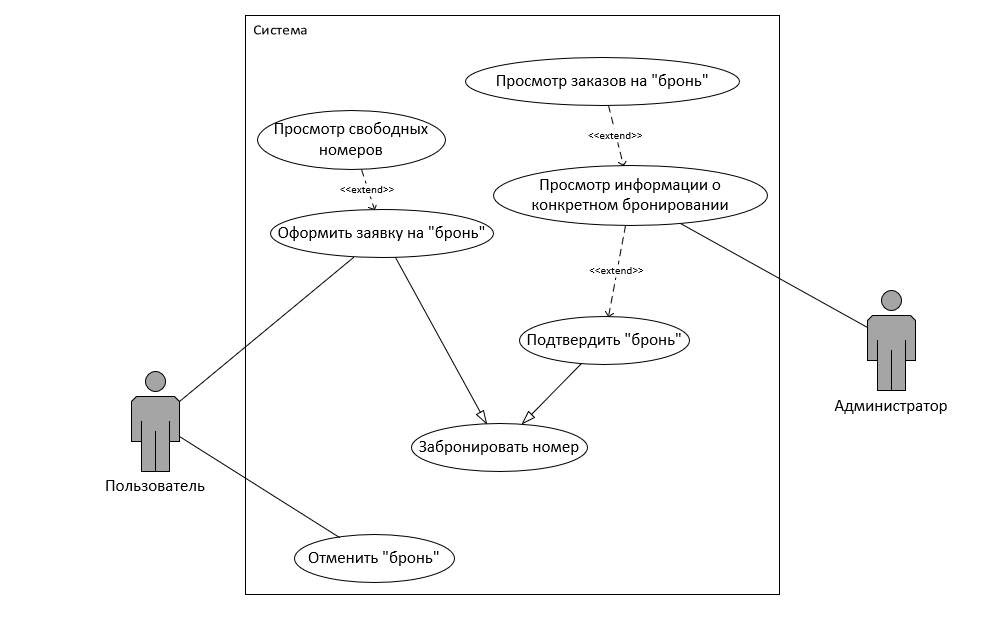 Система
Просмотр заказов на "бронь"
<<extend>>
Просмотр свободных
номеров
<<extend>>
Просмотр информации о
конкретном бронировании
Оформить заявку на "бронь"
<<extend>>
Подтвердить "бронь"
Администратор
Забронировать номер
Пользователь
Отменить "бронь"